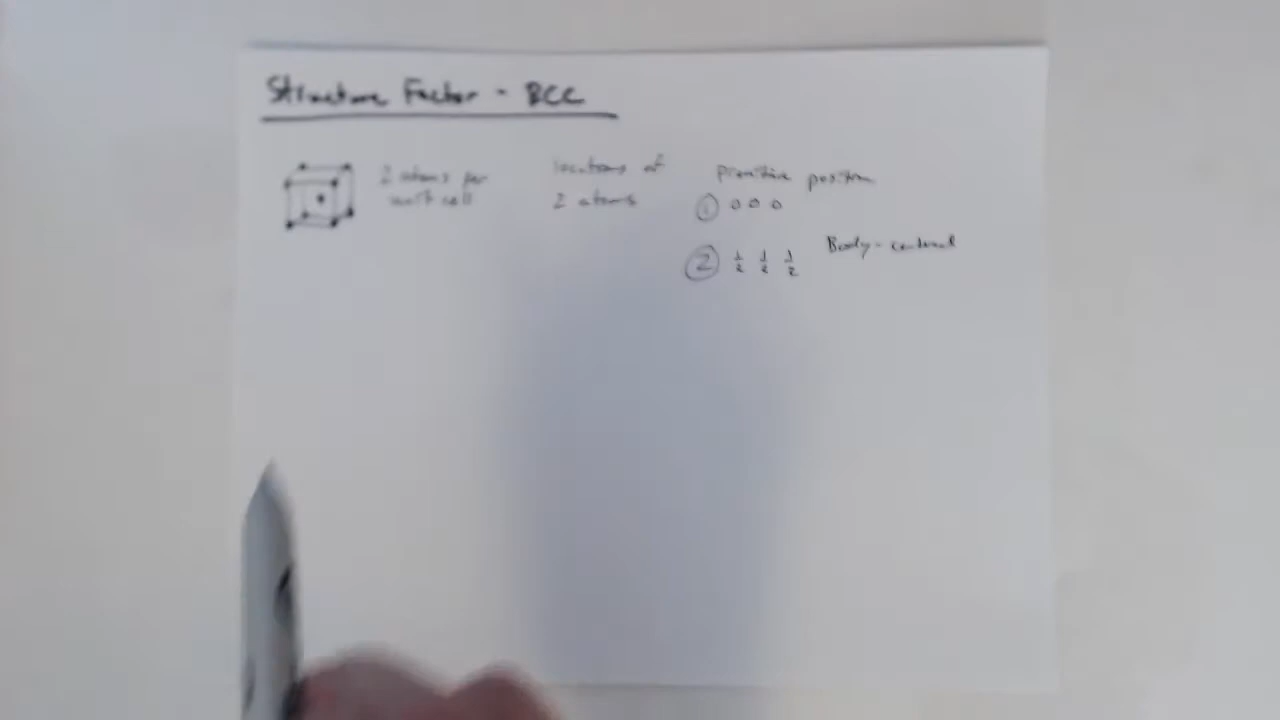 Structure Factor - BCC
2 atoms per
unit cell
locations of
2 atoms
primitive position
① 0 0 0
② 1/2 1/2 1/2 Body-centered